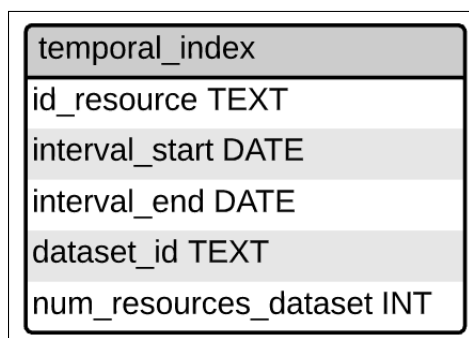 temporal_index
id_resource TEXT
interval_start DATE
interval_end DATE
dataset_id TEXT
num_resources_dataset INT